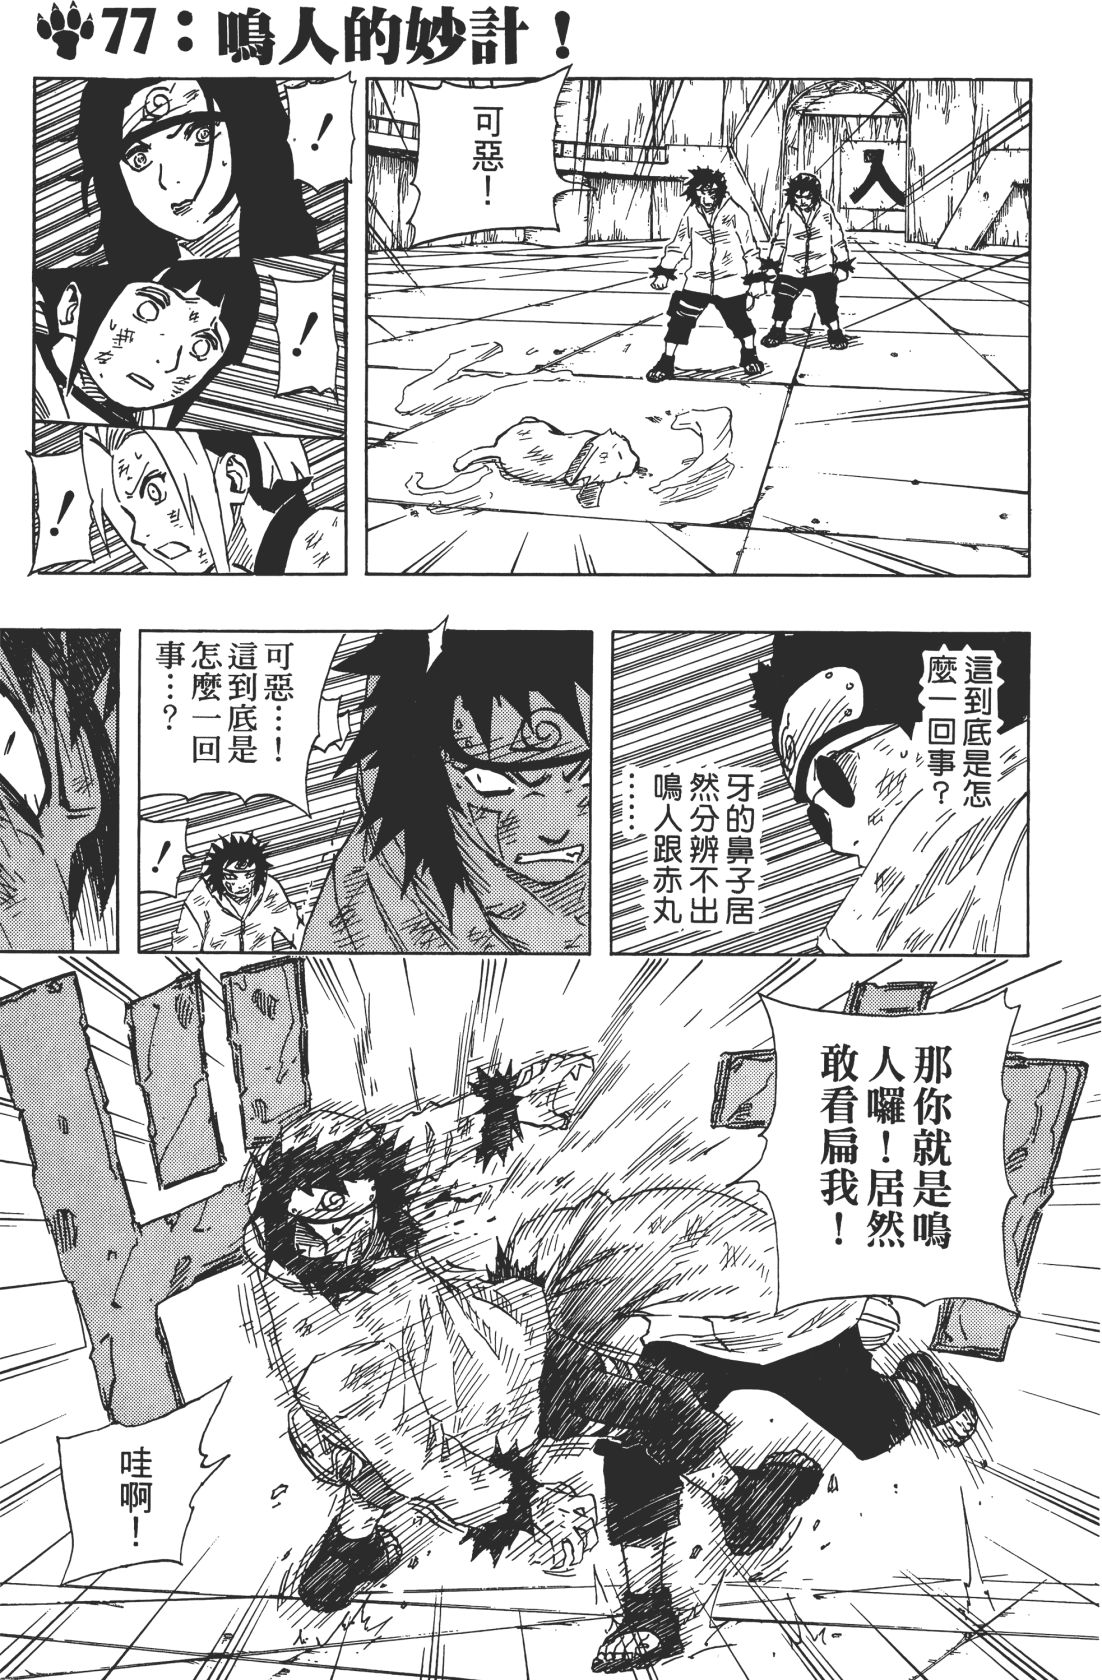 77：鳴人的妙計！
可惡！
入
！
！
！
這到底是怎
麼一回事？
牙的鼻子居
然分辨不出
鳴人跟赤丸
……
可惡…！
這到底是
怎麼一回
事…？
！
那你就是鳴
人囉！居然
敢看扁我！
哇啊！